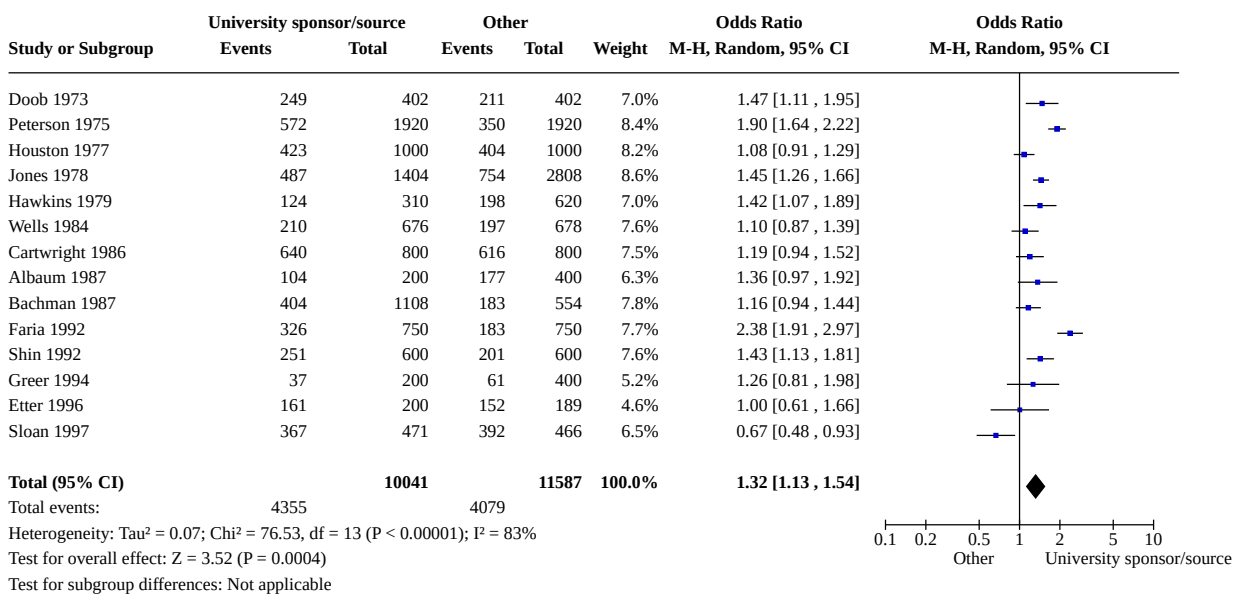 University sponsor/source Other Odds Ratio Odds Ratio
Study or Subgroup Events Total Events Total Weight M-H, Random, 95% CI M-H, Random, 95% CI
Doob 1973 249 402 211 402 7.0% 1.47 [1.11 , 1.95]
Peterson 1975 572 1920 350 1920 8.4% 1.90 [1.64 , 2.22]
Houston 1977 423 1000 404 1000 8.2% 1.08 [0.91 , 1.29]
Jones 1978 487 1404 754 2808 8.6% 1.45 [1.26 , 1.66]
Hawkins 1979 124 310 198 620 7.0% 1.42 [1.07 , 1.89]
Wells 1984 210 676 197 678 7.6% 1.10 [0.87 , 1.39]
Cartwright 1986 640 800 616 800 7.5% 1.19 [0.94 , 1.52]
Albaum 1987 104 200 177 400 6.3% 1.36 [0.97 , 1.92]
Bachman 1987 404 1108 183 554 7.8% 1.16 [0.94 , 1.44]
Faria 1992 326 750 183 750 7.7% 2.38 [1.91 , 2.97]
Shin 1992 251 600 201 600 7.6% 1.43 [1.13 , 1.81]
Greer 1994 37 200 61 400 5.2% 1.26 [0.81 , 1.98]
Etter 1996 161 200 152 189 4.6% 1.00 [0.61 , 1.66]
Sloan 1997 367 471 392 466 6.5% 0.67 [0.48 , 0.93]
Total (95% CI) 10041 11587 100.0% 1.32 [1.13 , 1.54]
Total events: 4355 4079
Heterogeneity: Tau² = 0.07; Chi² = 76.53, df = 13 (P < 0.00001); I² = 83%
0.1 0.2 0.5 1 2 5 10
Test for overall effect: Z = 3.52 (P = 0.0004)
Other University sponsor/source
Test for subgroup differences: Not applicable